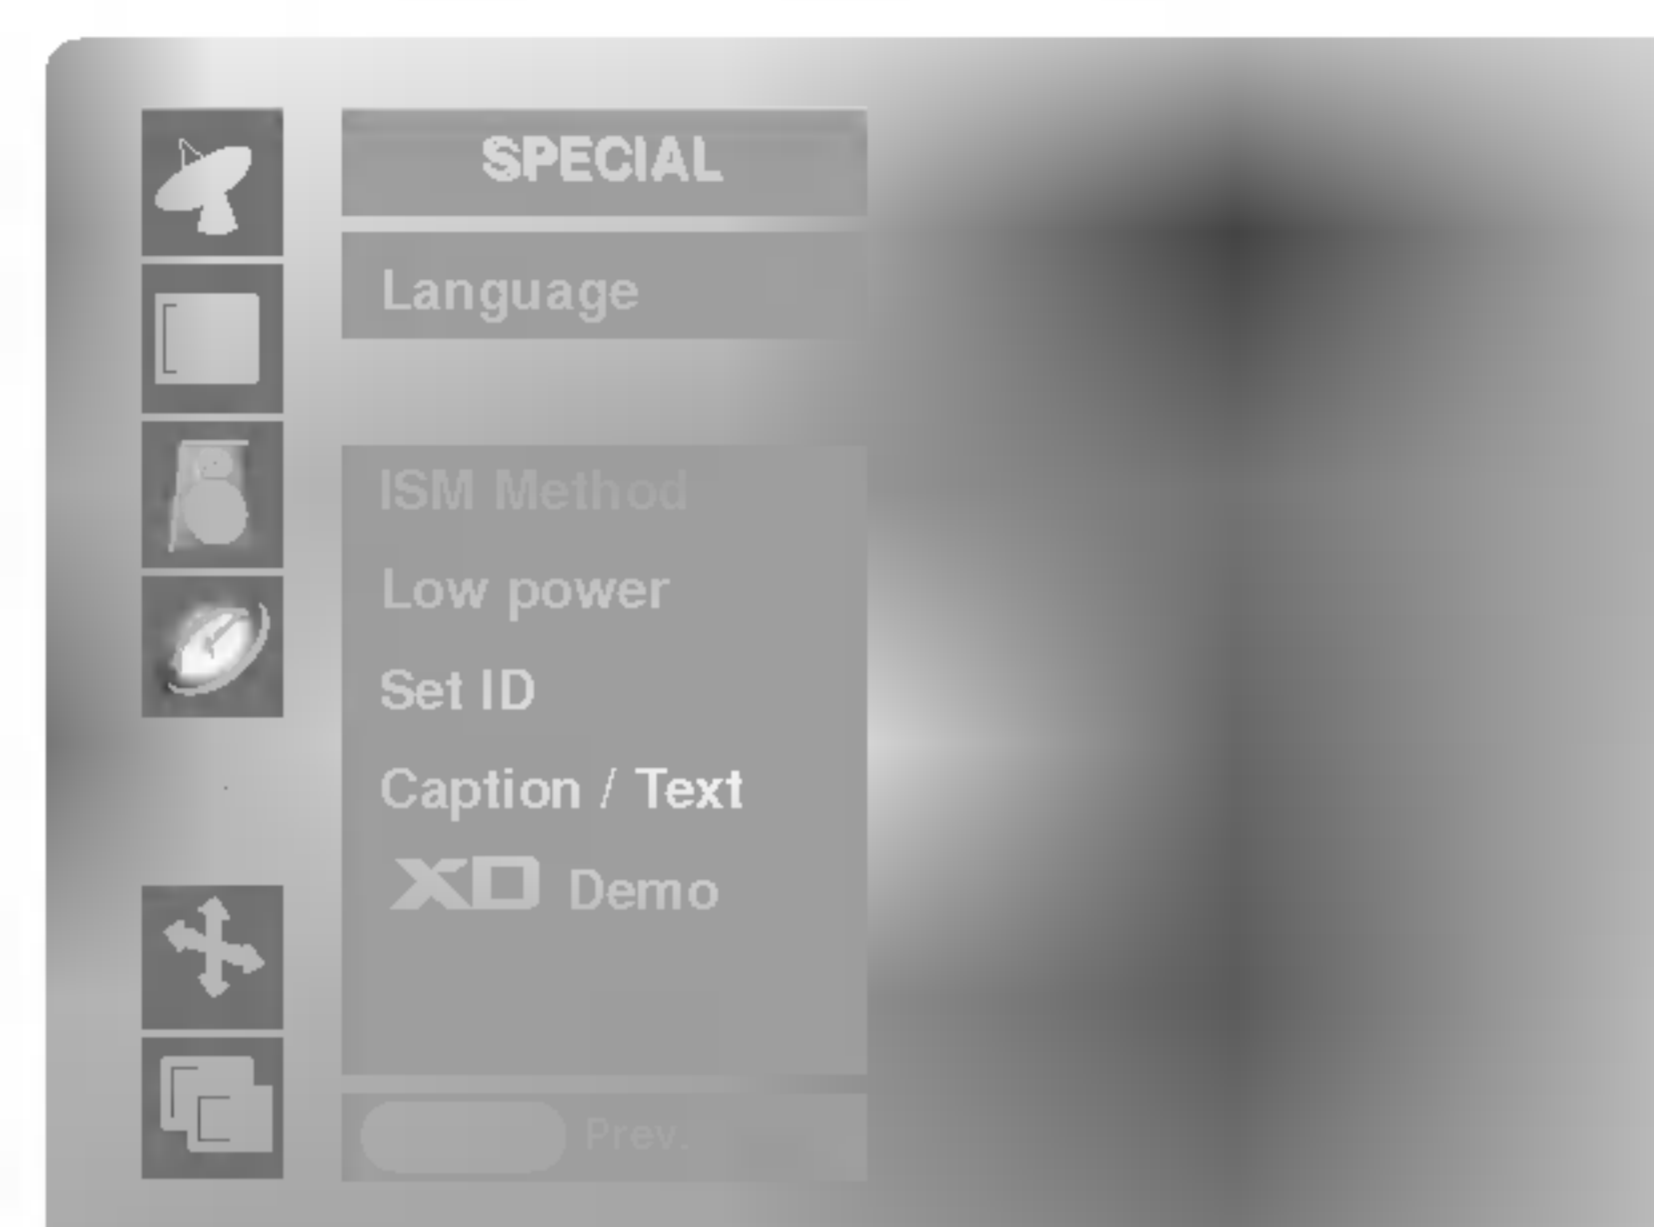 SPECIAL
Language
ISM Method
Low power
Set ID
Caption / Text
XD Demo
Prev.